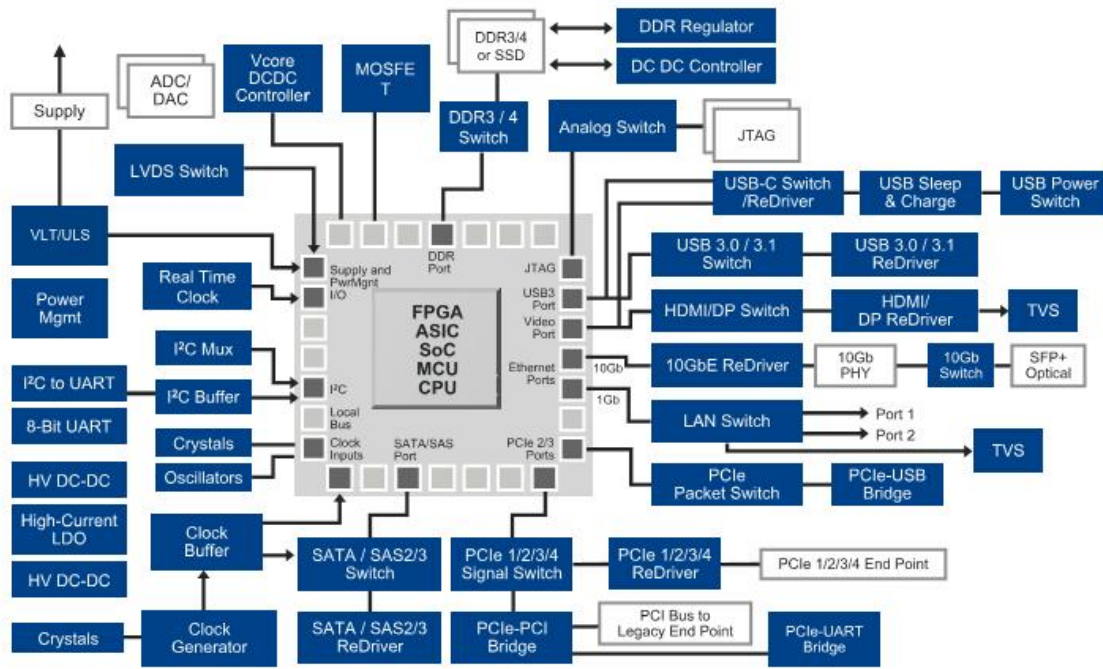 Supply
ADC/
DAC
Vcore
DCDC
Controller
MOSFE
T
DDR3/4
or SSD
DDR Regulator
DC DC Controller
DDR3 / 4
Switch
Analog Switch
JTAG
LVDS Switch
USB-C Switch
/ReDriver
USB Sleep
& Charge
USB Power
Switch
VLT/ULS
USB 3.0 / 3.1
Switch
USB 3.0 / 3.1
ReDriver
Real Time
Clock
Power
Mgmt
HDMI/DP Switch
HDMI/
DP ReDriver
TVS
Supply and
PwrMgnt
I/O
DDR
Port
JTAG
USB3
Port
Video
Port
Ethernet
Ports
FPGA
ASIC
SoC
MCU
CPU
I²C Mux
10Gb
10GbE ReDriver
10Gb
PHY
10Gb
Switch
SFP+
Optical
I²C to UART
I²C Buffer
I²C
1Gb
8-Bit UART
Local
Bus
LAN Switch
Port 1
Port 2
TVS
Crystals
Oscillators
Clock
Inputs
SATA/SAS
Port
PCIe 2/3
Ports
HV DC-DC
PCIe
Packet Switch
PCIe-USB
Bridge
High-Current
LDO
Clock
Buffer
SATA / SAS2/3
Switch
PCIe 1/2/3/4
Signal Switch
PCIe 1/2/3/4
ReDriver
PCIe 1/2/3/4 End Point
HV DC-DC
Crystals
Clock
Generator
SATA / SAS2/3
ReDriver
PCIe-PCI
Bridge
PCI Bus to
Legacy End Point
PCIe-UART
Bridge